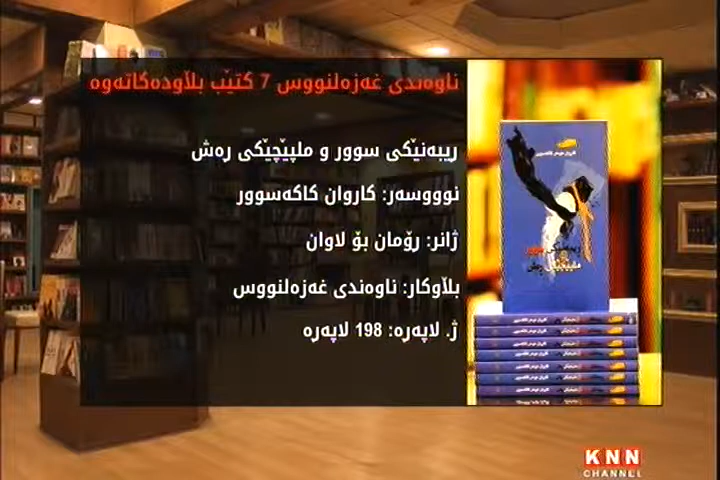 ناوەندی غەزەلنووس 7 کتێب بڵاودەکاتەوە
ریبەنێکی سوور و ملپێچێکی رەش
نوووسەر: کاروان کاکەسوور
ژانر: رۆمان بۆ لاوان
بڵاوکار: ناوەندی غەزەلنووس
ژ. لاپەرە: 198 لاپەرە
KNN
CHANNEL